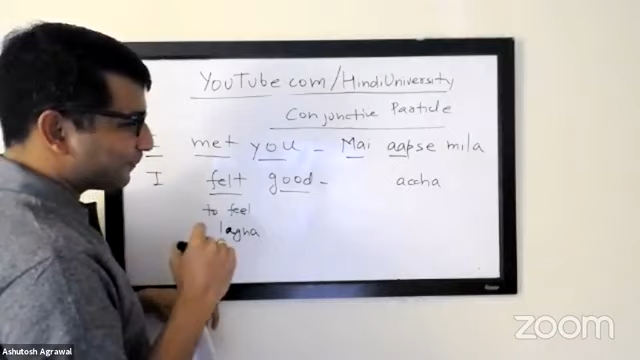 YouTube.com/HindiUniversity
Conjunctive Particle
I met you - Mai aapse mila
I felt good - accha
to feel
lagna
zoom
Ashutosh Agrawal